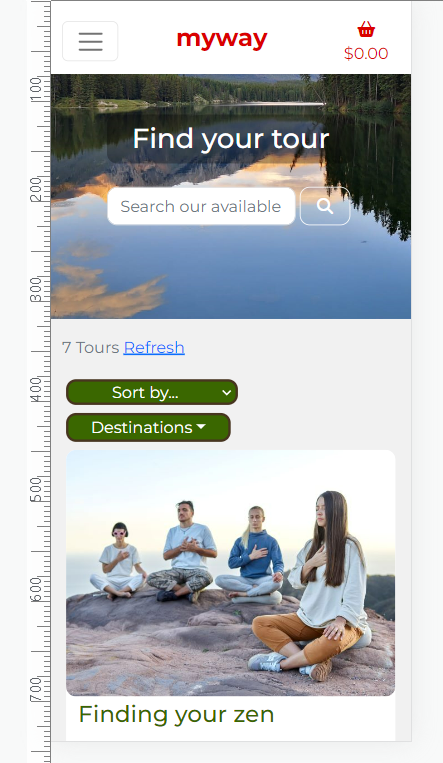 myway
$0.00
Find your tour
Search our available
7 Tours Refresh
Sort by...
Destinations
Finding your zen
100
200
300
400
500
600
700